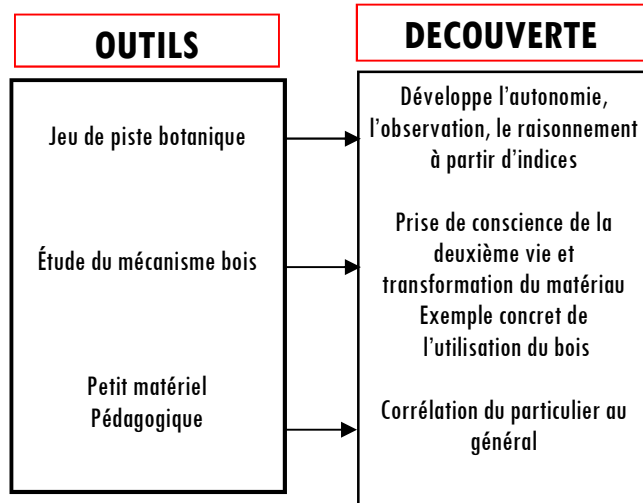 OUTILS
DECOUVERTE
Jeu de piste botanique
Développe l'autonomie,
l'observation, le raisonnement
à partir d'indices
Étude du mécanisme bois
Prise de conscience de la
deuxième vie et
transformation du matériau
Exemple concret de
l'utilisation du bois
Petit matériel
Pédagogique
Corrélation du particulier au
général